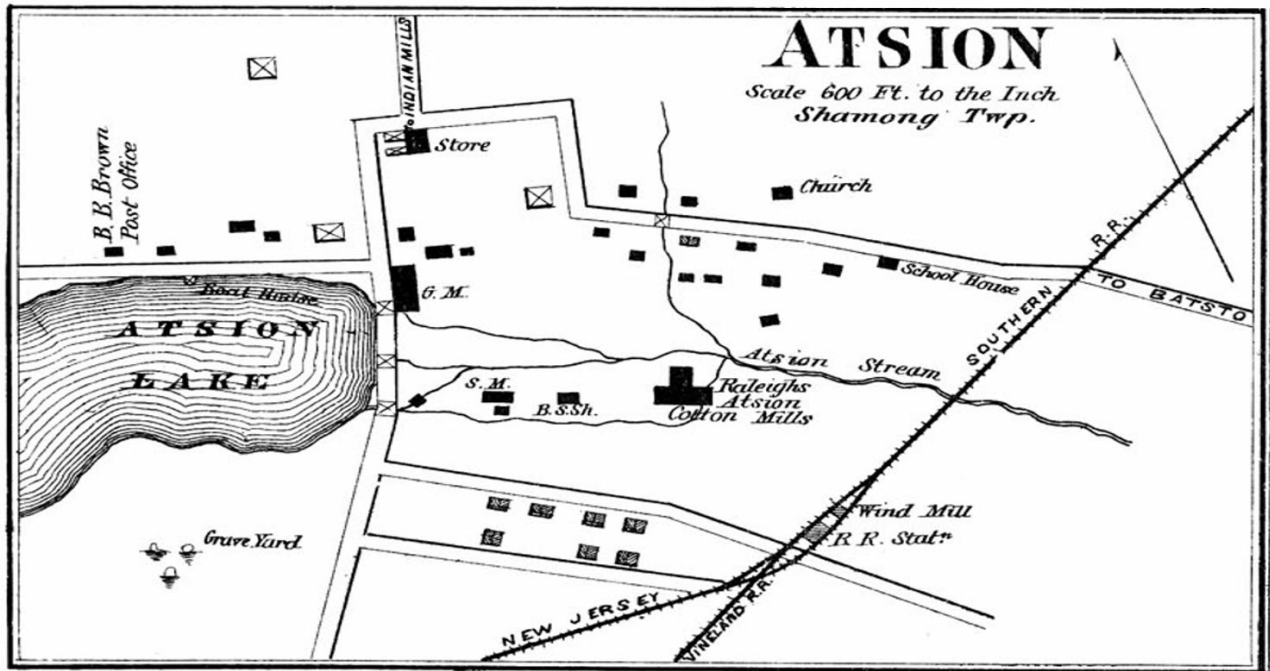 ATSION
Scale 600 Ft. to the Inch
Shamong Twp.
To INDIAN MILLS
Store
B. B. Brown
Post Office
Church
School House
TO BATSTO
Boat House
G. M.
ATSION
LAKE
Atsion Stream
S. M.
B. S. Sh.
Raleighs
Atsion
Cotton Mills
SOUTHERN R. R.
Grave Yard
Wind Mill
R. R. Statn
NEW JERSEY
VINELAND R. R.